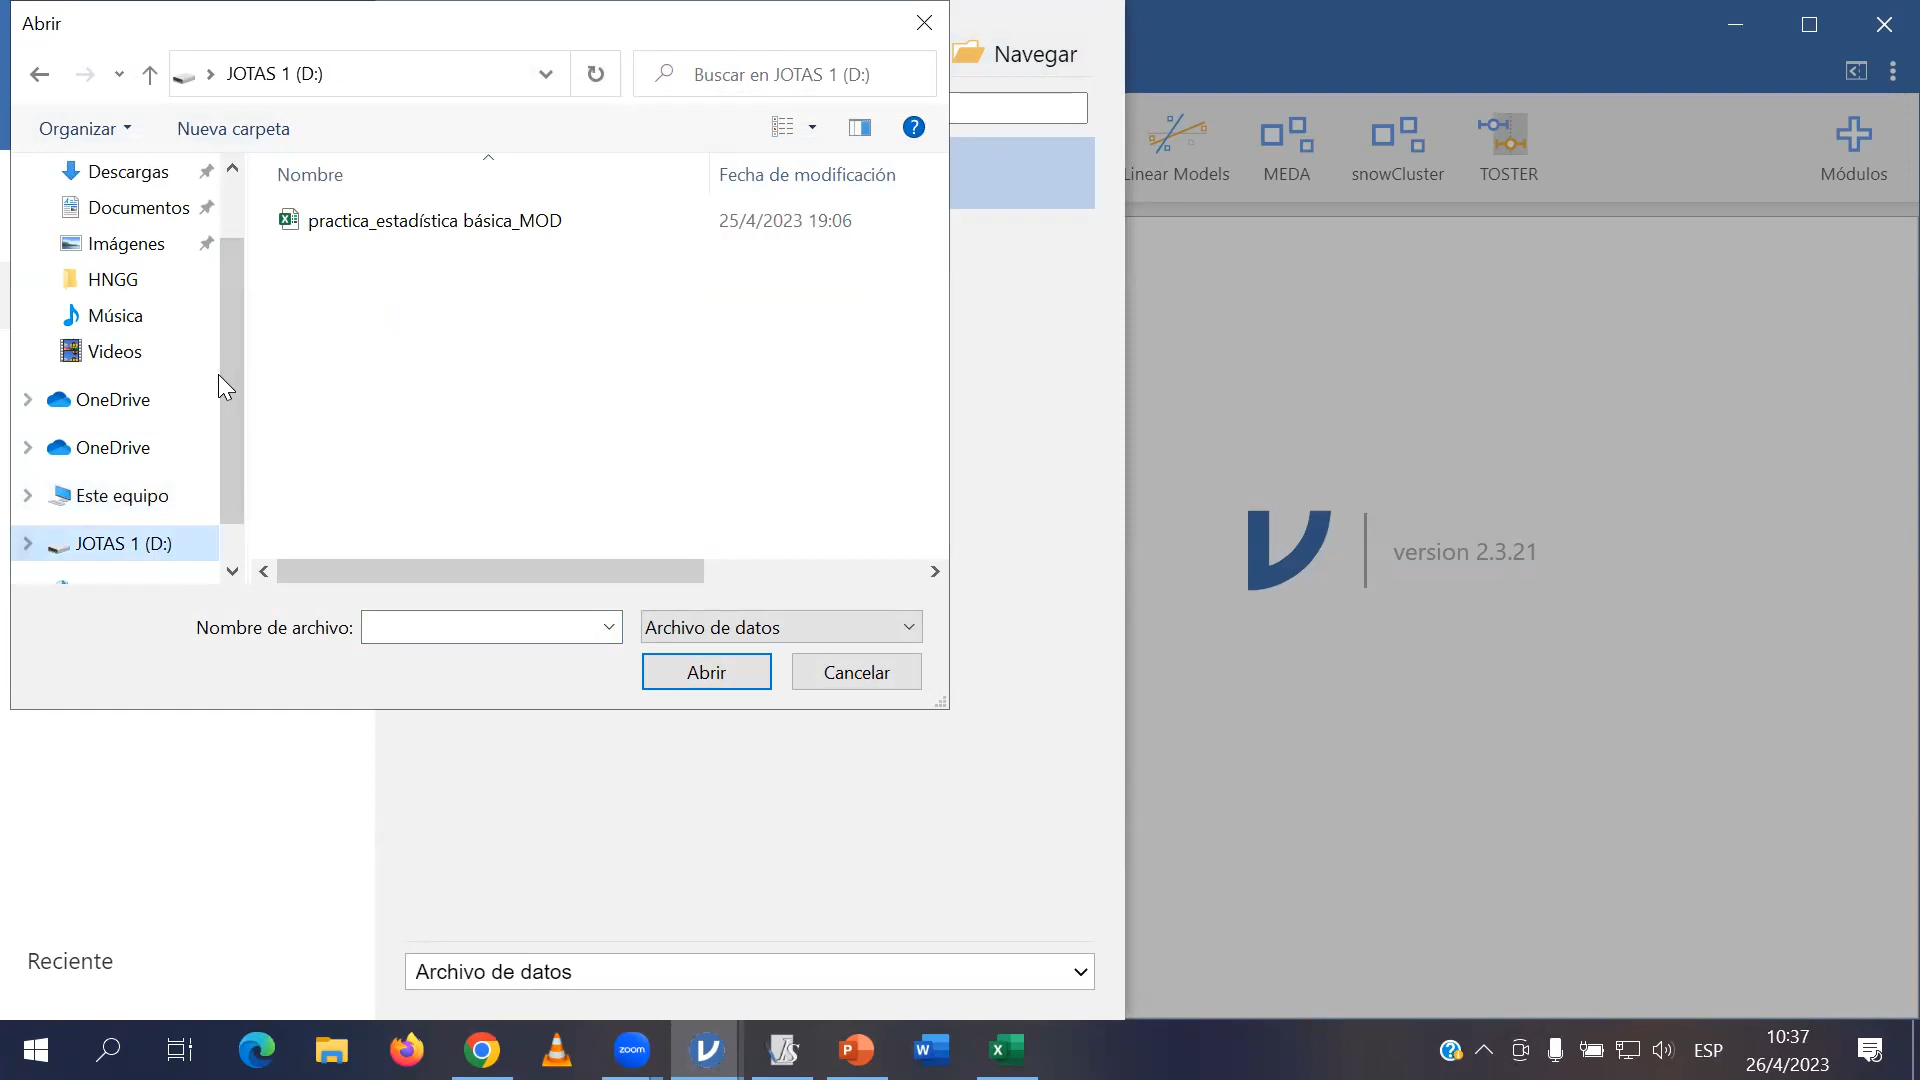 Abrir
JOTAS 1 (D:)
Buscar en JOTAS 1 (D:)
Organizar
Nueva carpeta
Descargas
Documentos
Imágenes
HNGG
Música
Videos
OneDrive
OneDrive
Este equipo
JOTAS 1 (D:)
Nombre
Fecha de modificación
practica_estadística básica_MOD
25/4/2023 19:06
Nombre de archivo:
Archivo de datos
Abrir
Cancelar
Navegar
Linear Models
MEDA
snowCluster
TOSTER
Módulos
version 2.3.21
Reciente
Archivo de datos
zoom
ESP
10:37
26/4/2023